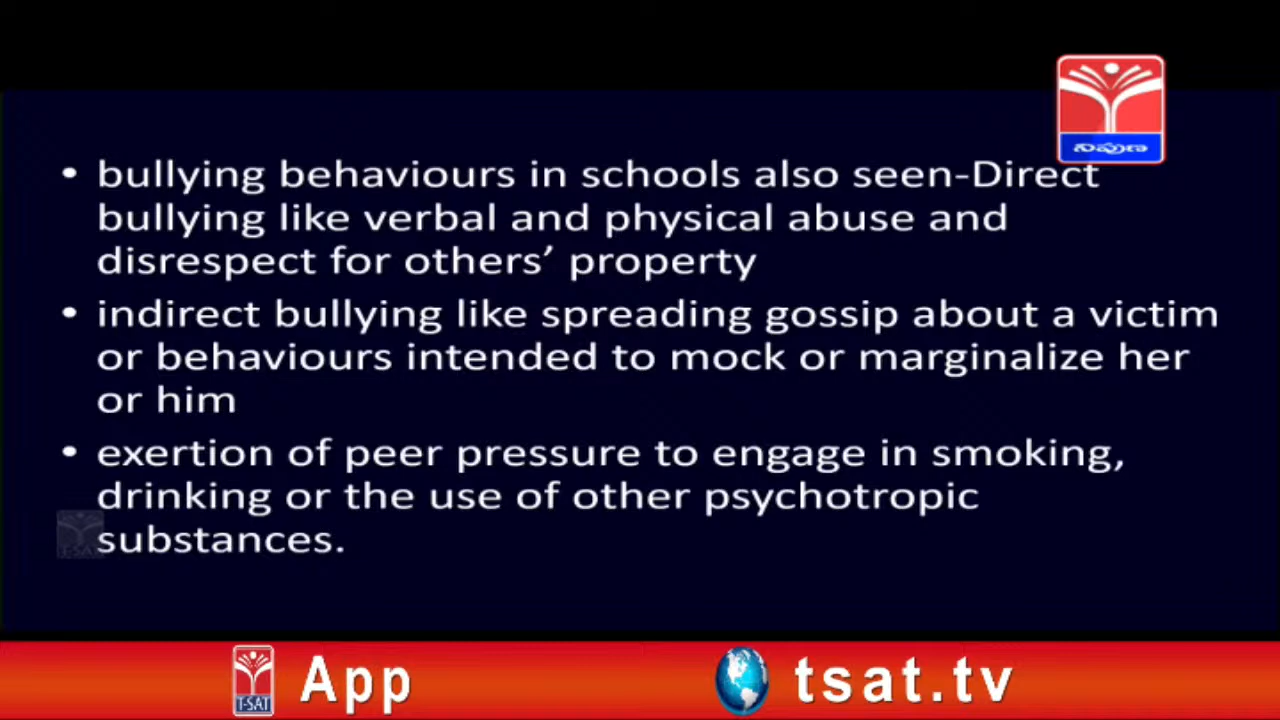 నిపుణ
• bullying behaviours in schools also seen-Direct
bullying like verbal and physical abuse and
disrespect for others’ property
• indirect bullying like spreading gossip about a victim
or behaviours intended to mock or marginalize her
or him
• exertion of peer pressure to engage in smoking,
drinking or the use of other psychotropic
substances.
T-SAT
T-SAT
App
tsat.tv